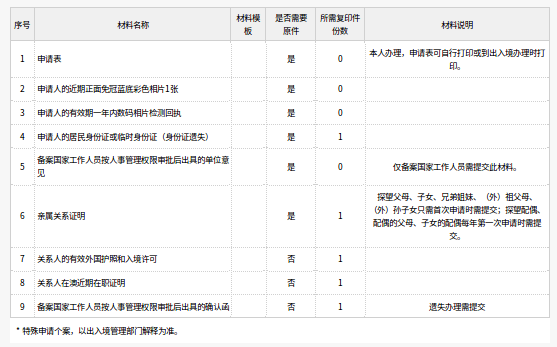 序号 材料名称 材料模板 是否需要原件 所需复印件份数 材料说明
1 申请表 是 0 本人办理，申请表可自行打印或到出入境办理时打印。
2 申请人的近期正面免冠蓝底彩色相片1张 是 0
3 申请人的有效期一年内数码相片检测回执 是 0
4 申请人的居民身份证或临时身份证（身份证遗失） 是 1
5 备案国家工作人员按人事管理权限审批后出具的单位意见 是 0 仅备案国家工作人员需提交此材料。
6 亲属关系证明 是 1 探望父母、子女、兄弟姐妹、（外）祖父母、（外）孙子女只需首次申请时需提交；探望配偶、配偶的父母、子女的配偶每年第一次申请时需提交。
7 关系人的有效外国护照和入境许可 否 1
8 关系人在澳近期在职证明 否 1
9 备案国家工作人员按人事管理权限审批后出具的确认函 否 1 遗失办理需提交
* 特殊申请个案，以出入境管理部门解释为准。